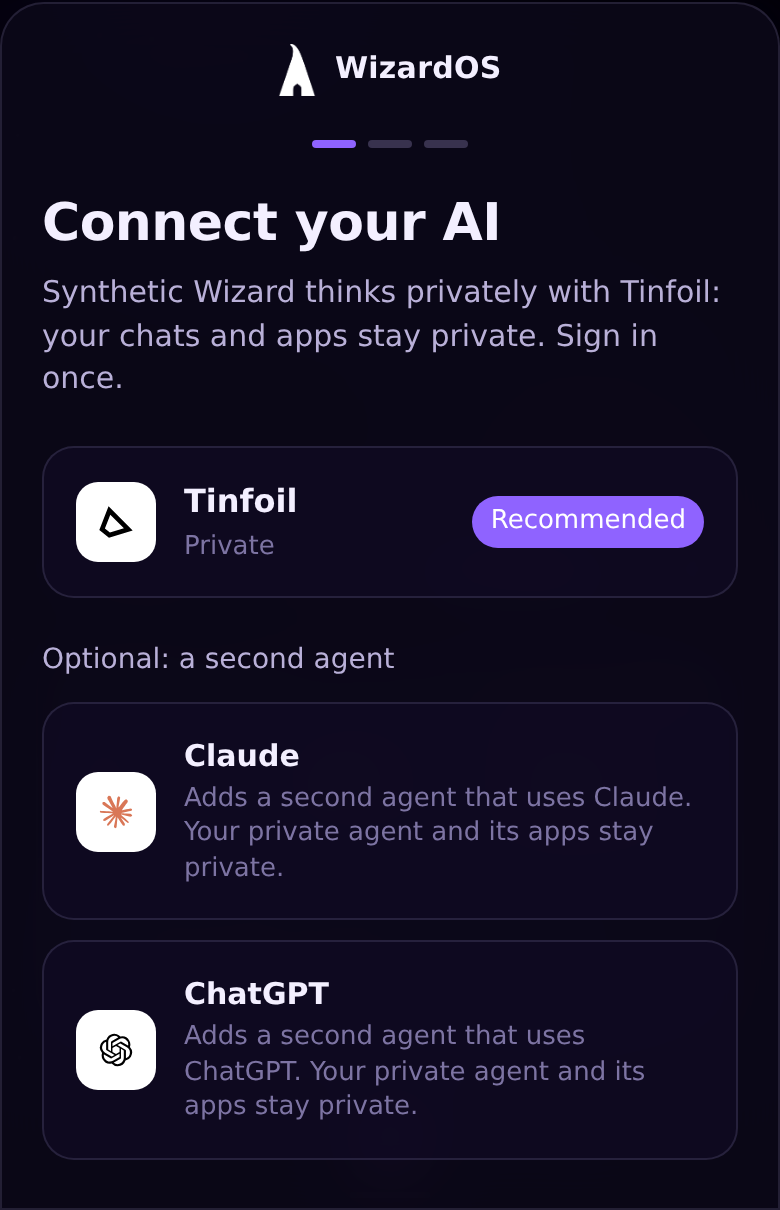 WizardOS
Connect your AI
Synthetic Wizard thinks privately with Tinfoil:
your chats and apps stay private. Sign in
once.
Tinfoil
Private
Recommended
Optional: a second agent
Claude
Adds a second agent that uses Claude.
Your private agent and its apps stay
private.
ChatGPT
Adds a second agent that uses
ChatGPT. Your private agent and its
apps stay private.